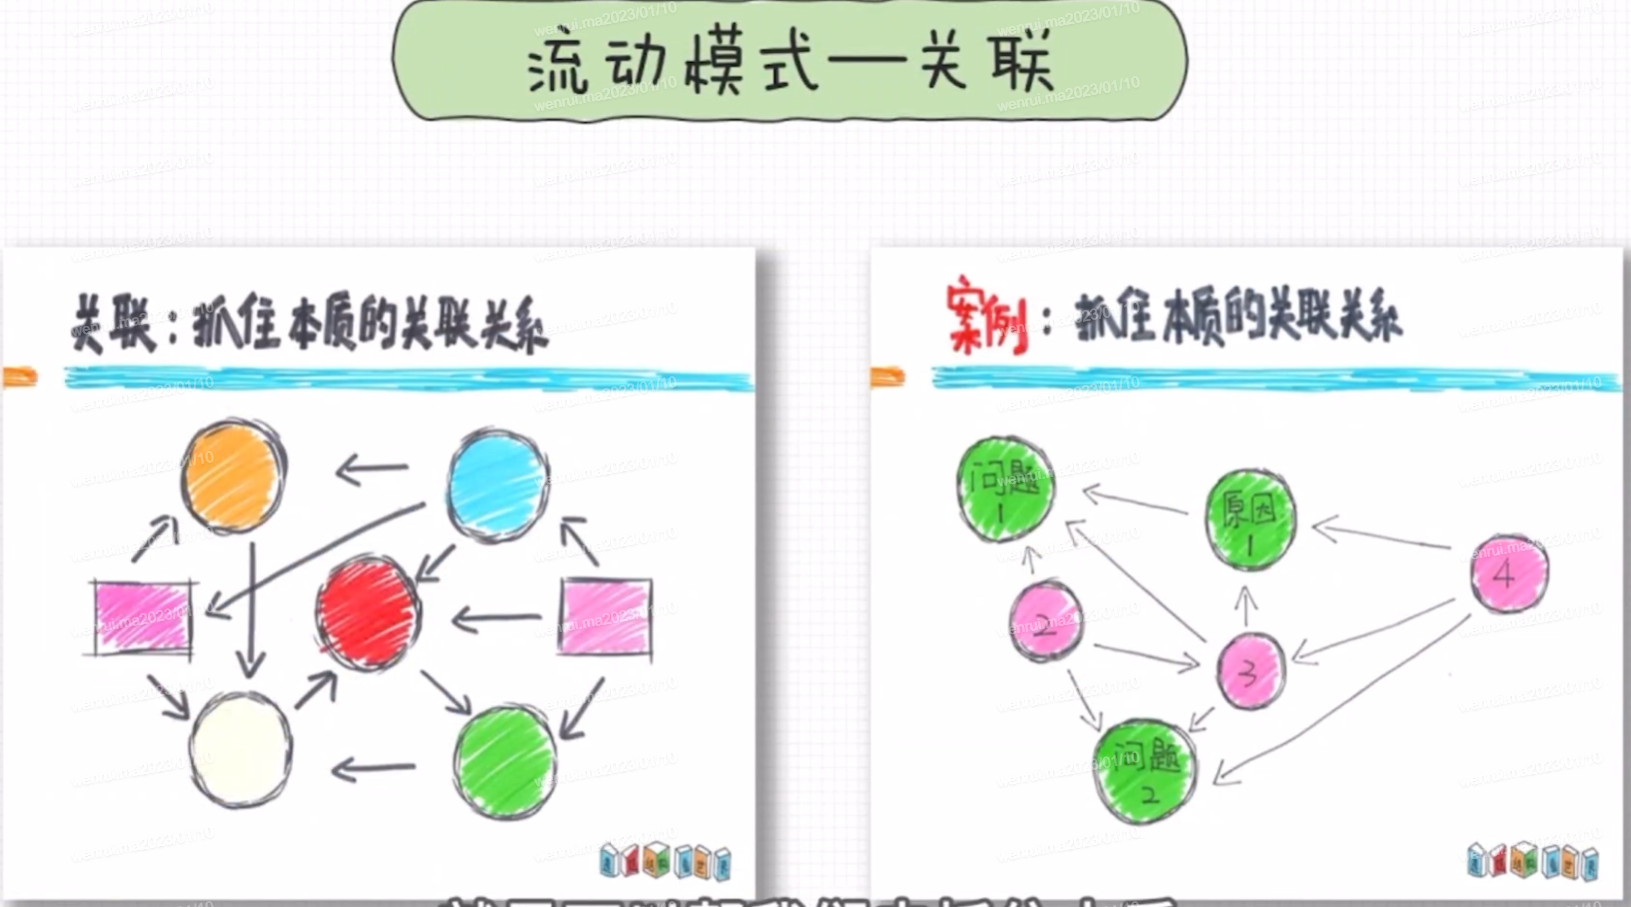 流动模式—关联
关联：抓住本质的关联关系
案例：抓住本质的关联关系
问题
1
原因
1
4
2
3
问题
2
wenrui.ma2023/01/10